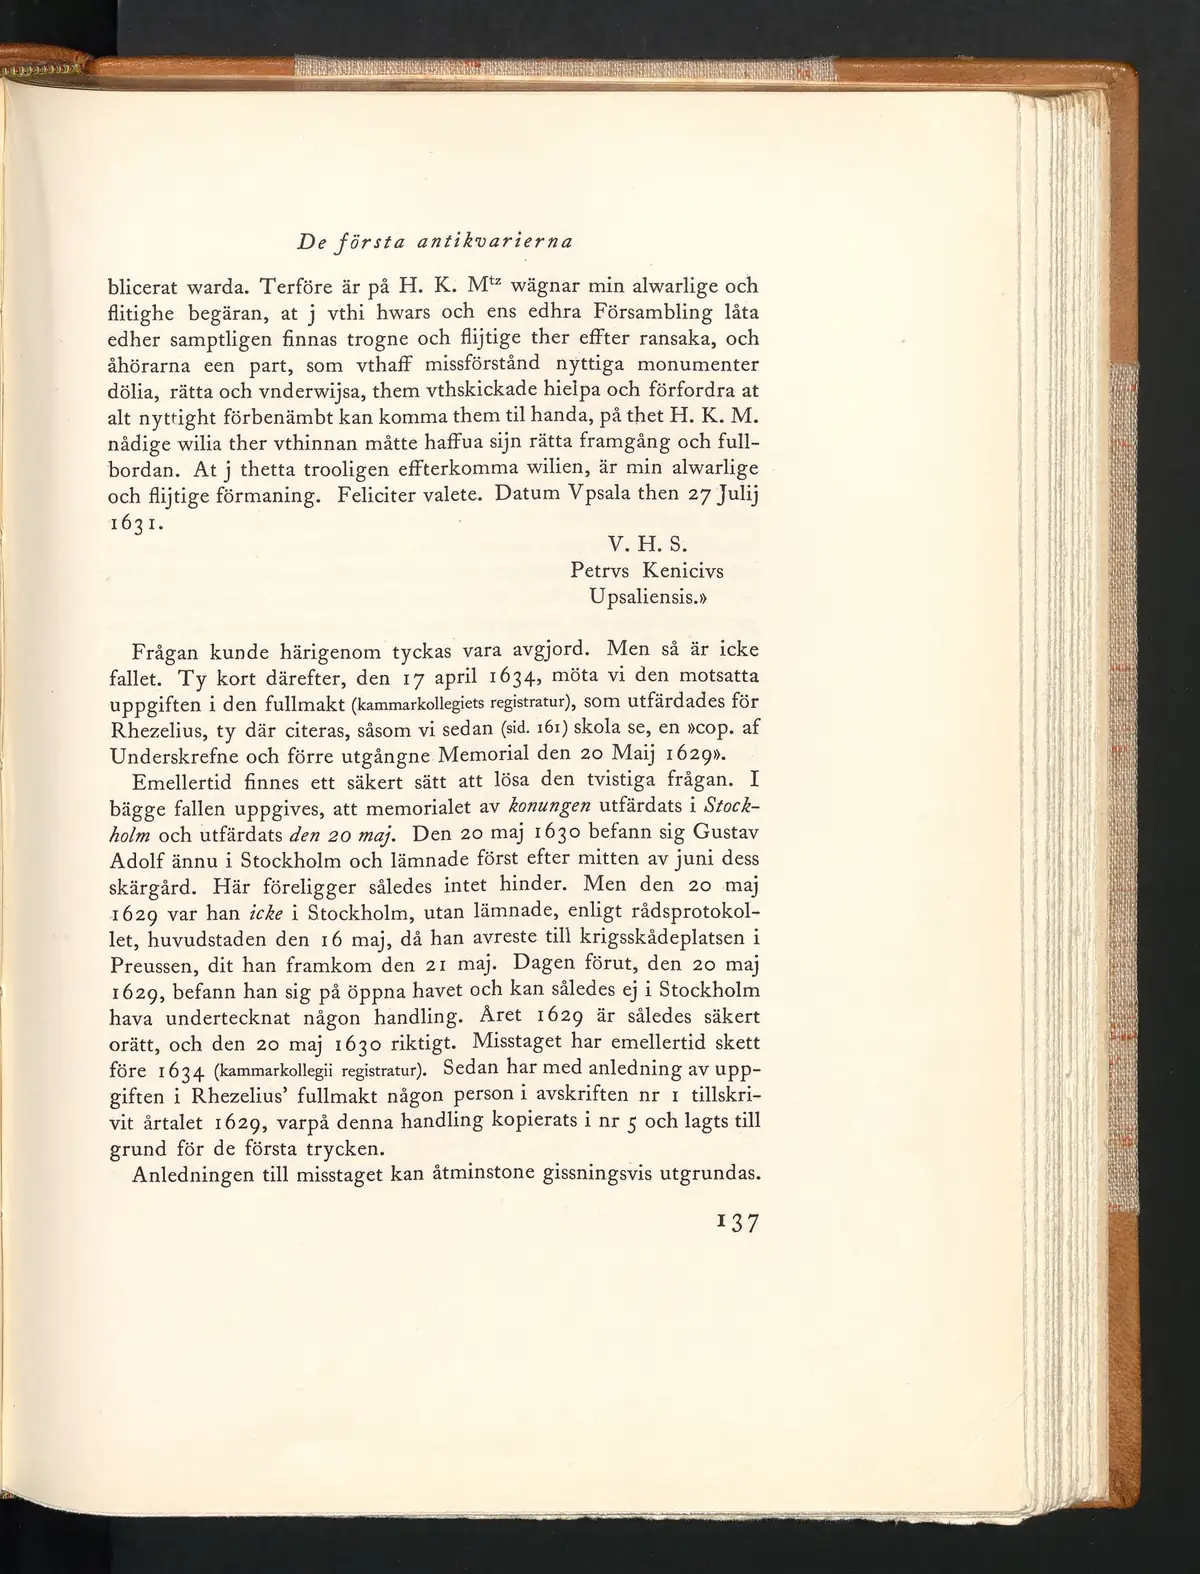 De första antikvarierna
blicerat warda. Terföre är på H. K. Mtz wägnar min alwarlige och
flitighe begäran, at j vthi hwars och ens edhra Försambling låta
edher samptligen finnas trogne och flijtige ther effter ransaka, och
åhörarna een part, som vthaff missförstånd nyttiga monumenter
dölia, rätta och vnderwijsa, them vthskickade hielpa och förfordra at
alt nyttight förbenämbt kan komma them til handa, på thet H. K. M.
nådige wilia ther vthinnan måtte haffua sijn rätta framgång och full-
bordan. At j thetta trooligen effterkomma wilien, är min alwarlige
och flijtige förmaning. Feliciter valete. Datum Vpsala then 27 Julij
1631.
V. H. S.
Petrvs Kenicivs
Upsaliensis.»
Frågan kunde härigenom tyckas vara avgjord. Men så är icke
fallet. Ty kort därefter, den 17 april 1634, möta vi den motsatta
uppgiften i den fullmakt (kammarkollegiets registratur), som utfärdades för
Rhezelius, ty där citeras, såsom vi sedan (sid. 161) skola se, en »cop. af
Underskrefne och förre utgångne Memorial den 20 Maij 1629».
Emellertid finnes ett säkert sätt att lösa den tvistiga frågan. I
bägge fallen uppgives, att memorialet av konungen utfärdats i Stock-
holm och utfärdats den 20 maj. Den 20 maj 1630 befann sig Gustav
Adolf ännu i Stockholm och lämnade först efter mitten av juni dess
skärgård. Här föreligger således intet hinder. Men den 20 maj
1629 var han icke i Stockholm, utan lämnade, enligt rådsprotokol-
let, huvudstaden den 16 maj, då han avreste till krigsskådeplatsen i
Preussen, dit han framkom den 21 maj. Dagen förut, den 20 maj
1629, befann han sig på öppna havet och kan således ej i Stockholm
hava undertecknat någon handling. Året 1629 är således säkert
orätt, och den 20 maj 1630 riktigt. Misstaget har emellertid skett
före 1634 (kammarkollegii registratur). Sedan har med anledning av upp-
giften i Rhezelius’ fullmakt någon person i avskriften nr 1 tillskri-
vit årtalet 1629, varpå denna handling kopierats i nr 5 och lagts till
grund för de första trycken.
Anledningen till misstaget kan åtminstone gissningsvis utgrundas.
137